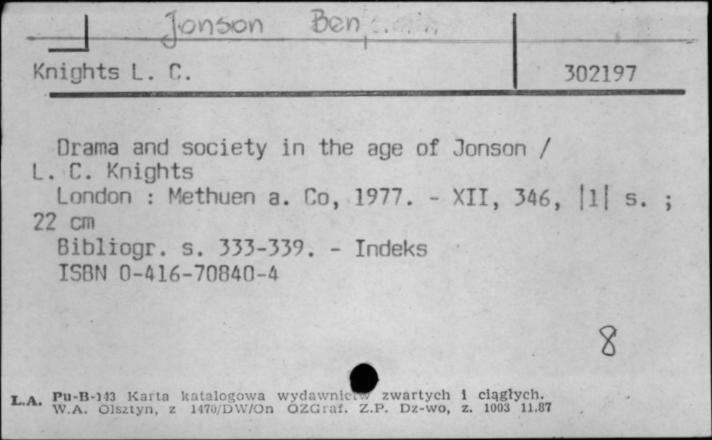 Jonson Ben
Knights L. C. 302197
Drama and society in the age of Jonson /
L. C. Knights
London : Methuen a. Co, 1977. - XII, 346, |1| s. ;
22 cm
Bibliogr. s. 333-339. - Indeks
ISBN 0-416-70840-4
8
L.A. Pu-B-143 Karta katalogowa wydawnictw zwartych i ciągłych.
W.A. Olsztyn, z 1470/DW/On OZGraf. Z.P. Dz-wo, z. 1003 11.87